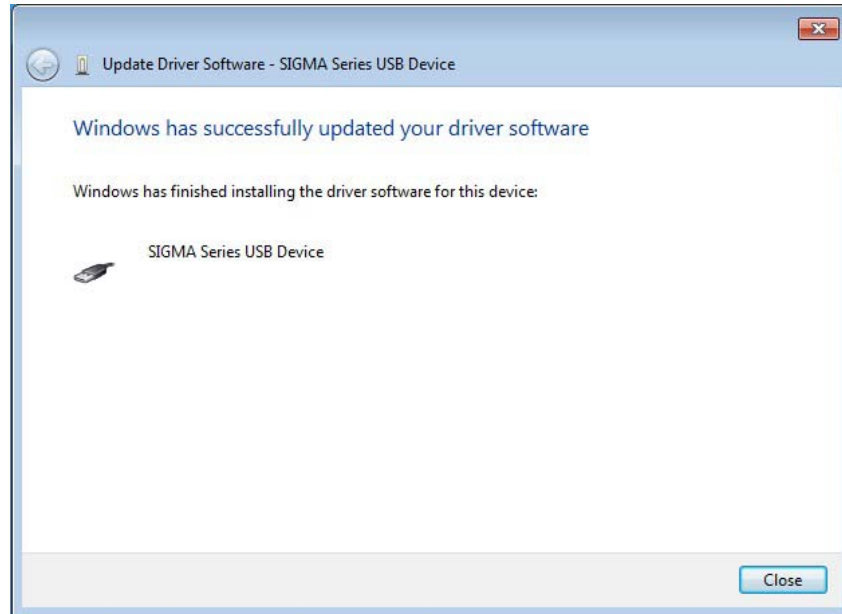 Update Driver Software - SIGMA Series USB Device
Windows has successfully updated your driver software
Windows has finished installing the driver software for this device:
SIGMA Series USB Device
Close